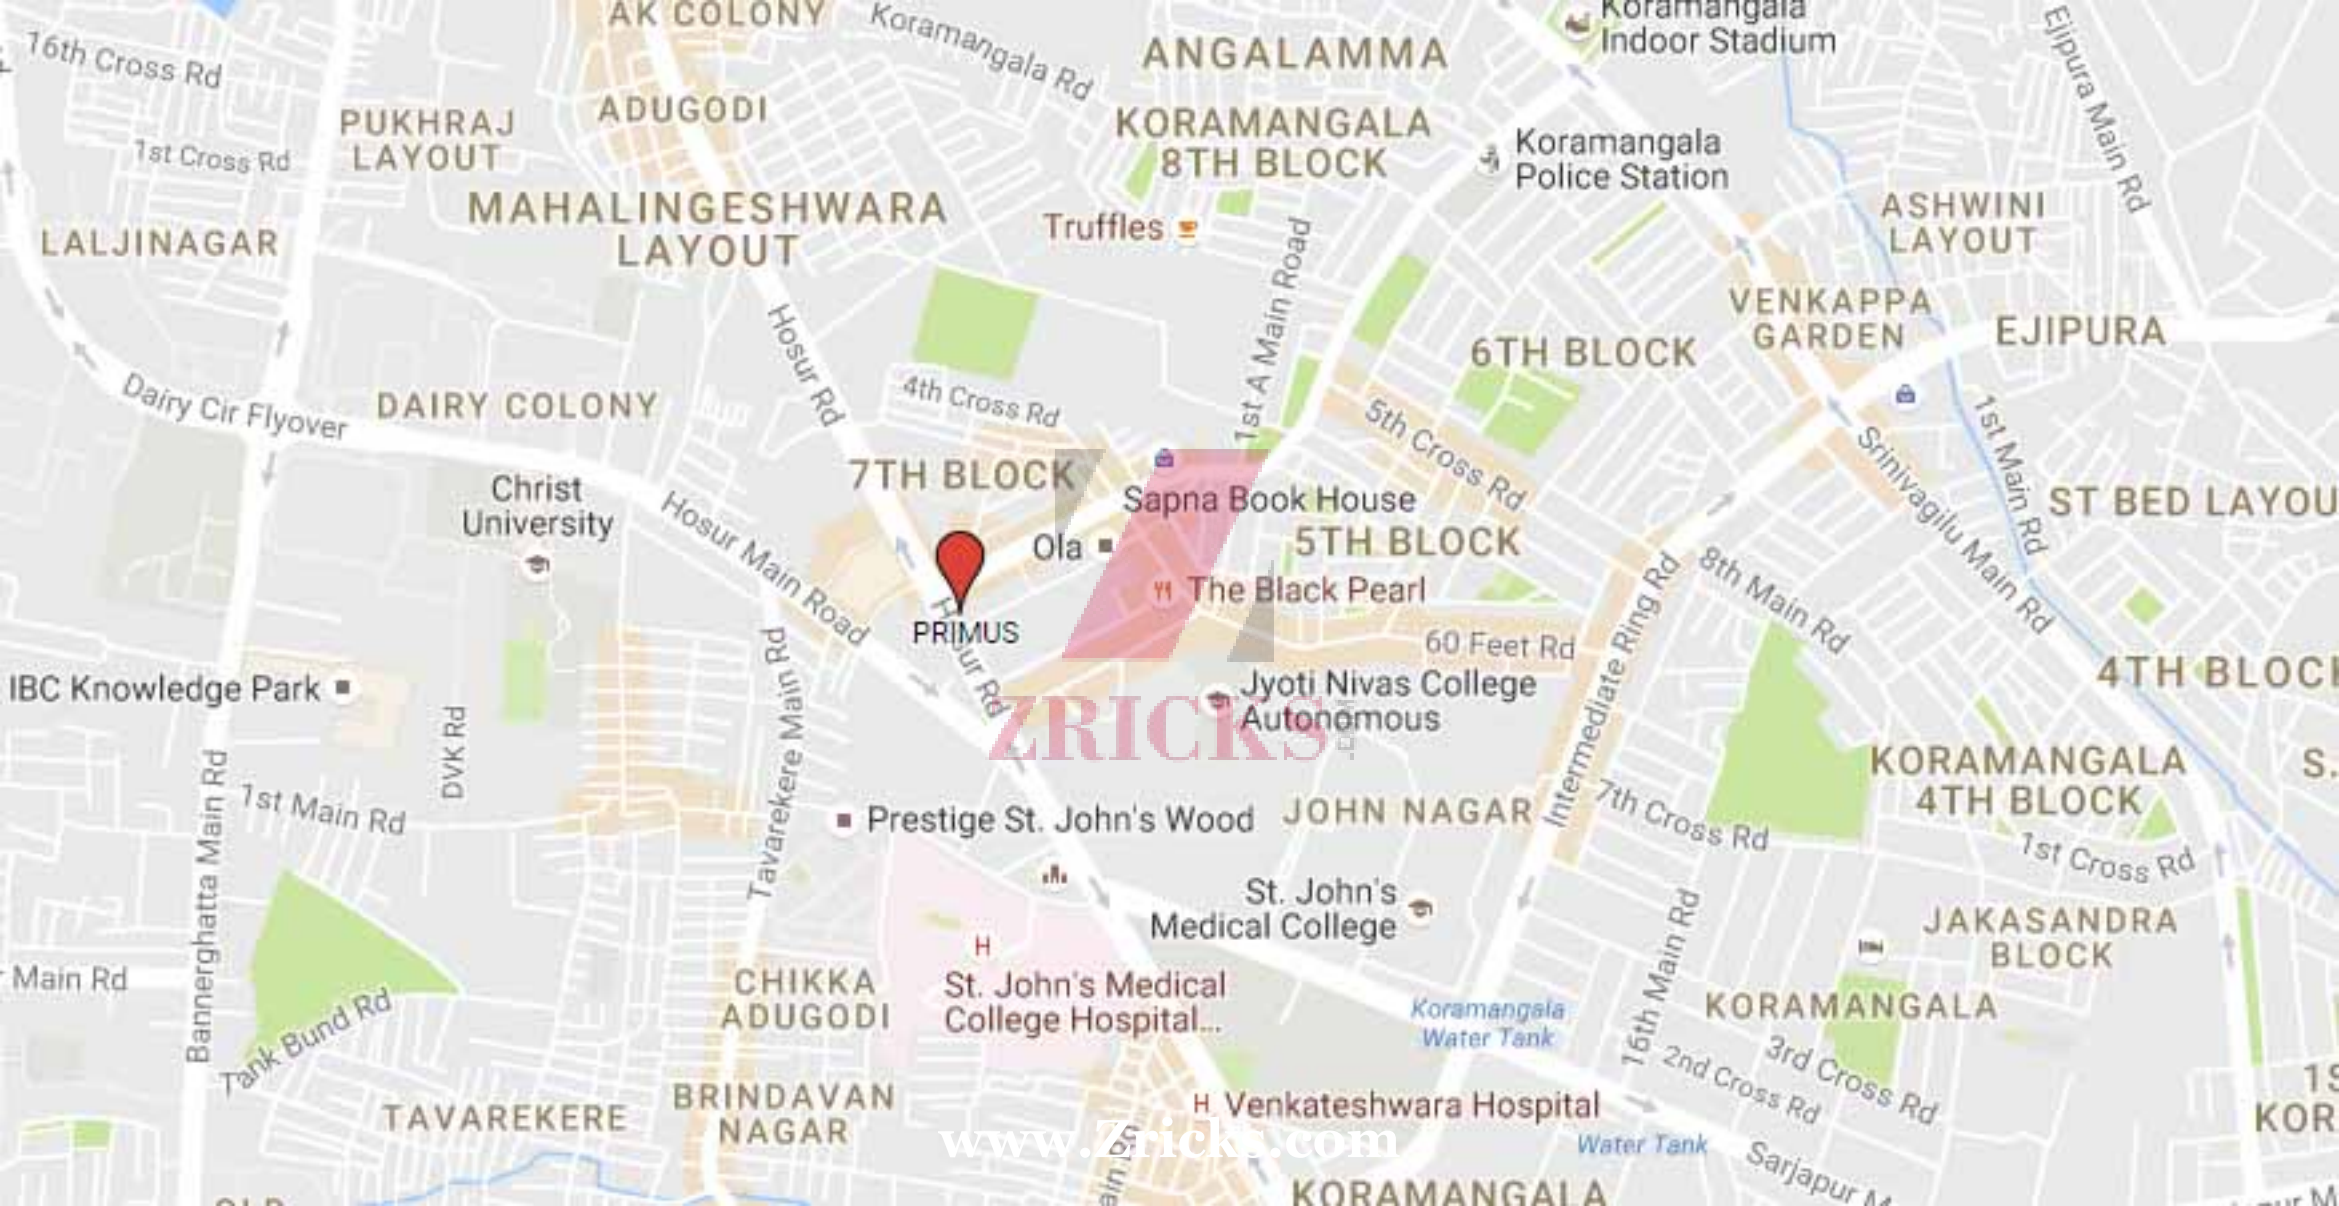 AK COLONY
Koramangala Rd
Koramangala
Indoor Stadium
Ejipura Main Rd
16th Cross Rd
ANGALAMMA
ADUGODI
PUKHRAJ
LAYOUT
KORAMANGALA
8TH BLOCK
Koramangala
Police Station
1st Cross Rd
MAHALINGESHWARA
LAYOUT
Truffles
ASHWINI
LAYOUT
LALJINAGAR
1st A Main Road
VENKAPPA
GARDEN
EJIPURA
Hosur Rd
6TH BLOCK
Dairy Cir Flyover
DAIRY COLONY
4th Cross Rd
5th Cross Rd
1st Main Rd
Srinivagilu Main Rd
7TH BLOCK
Christ
University
Sapna Book House
ST BED LAYOU
Hosur Main Road
Ola
5TH BLOCK
The Black Pearl
8th Main Rd
PRIMUS
Hosur Rd
60 Feet Rd
Intermediate Ring Rd
Tavarekere Main Rd
IBC Knowledge Park
Jyoti Nivas College
Autonomous
4TH BLOCK
ZRICKS
.COM
DVK Rd
KORAMANGALA
4TH BLOCK
S.
Bannerghatta Main Rd
1st Main Rd
Prestige St. John's Wood
JOHN NAGAR
7th Cross Rd
1st Cross Rd
St. John's
Medical College
16th Main Rd
JAKASANDRA
BLOCK
H
St. John's Medical
College Hospital...
Main Rd
CHIKKA
ADUGODI
Koramangala
Water Tank
KORAMANGALA
Tank Bund Rd
3rd Cross Rd
2nd Cross Rd
TAVAREKERE
BRINDAVAN
NAGAR
H Venkateshwara Hospital
1S
KOR
www.Zricks.com
Water Tank
Sarjapur M
KORAMANGALA